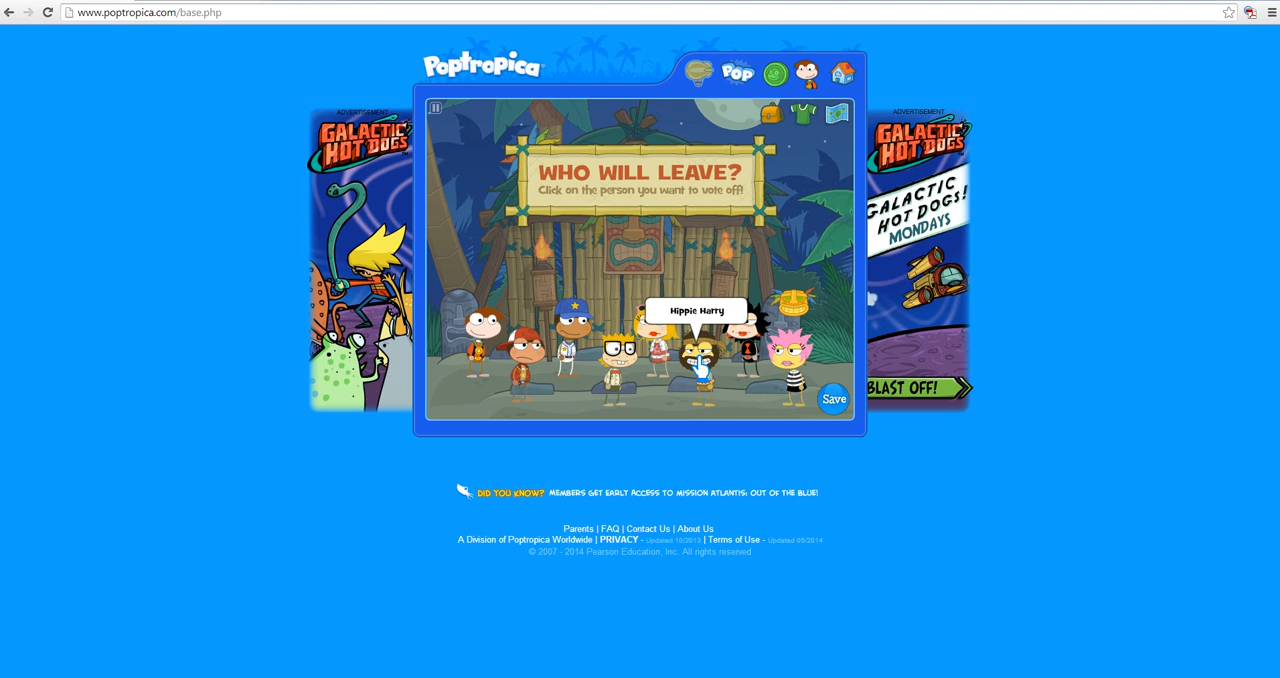 www.poptropica.com/base.php
Poptropica
POP
ADVERTISEMENT
GALACTIC
HOT DOGS
WHO WILL LEAVE?
Click on the person you want to vote off!
Hippie Harry
Save
ADVERTISEMENT
GALACTIC
HOT DOGS
GALACTIC
HOT DOGS!
MONDAYS
BLAST OFF!
DID YOU KNOW? MEMBERS GET EARLY ACCESS TO MISSION ATLANTIS: OUT OF THE BLUE!
Parents | FAQ | Contact Us | About Us
A Division of Poptropica Worldwide | PRIVACY - Updated 10/2013 | Terms of Use - Updated 05/2014
© 2007 - 2014 Pearson Education, Inc. All rights reserved